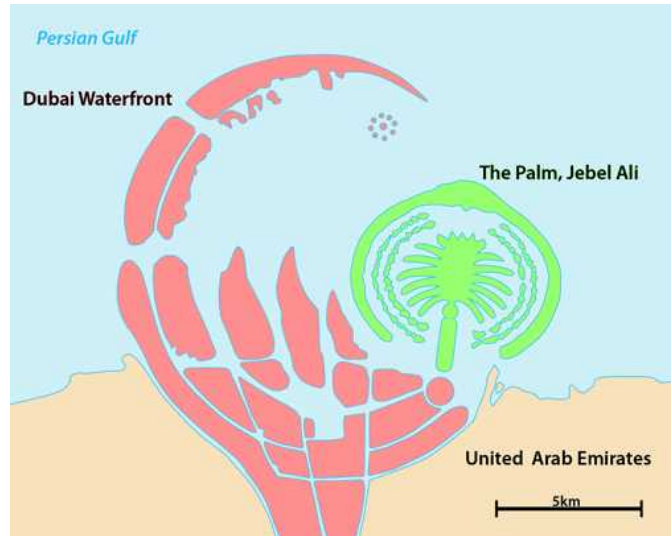 Persian Gulf
Dubai Waterfront
The Palm, Jebel Ali
United Arab Emirates
5km